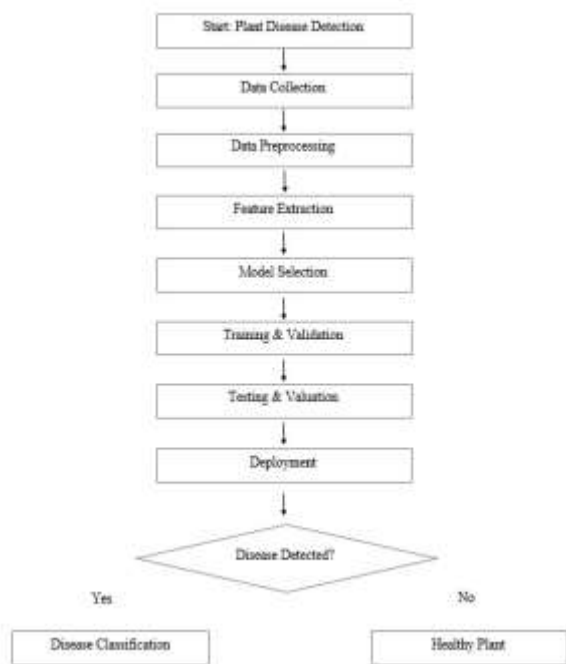 Start: Plant Disease Detection
Data Collection
Data Preprocessing
Feature Extraction
Model Selection
Training & Validation
Testing & Valuation
Deployment
Disease Detected?
Yes
No
Disease Classification
Healthy Plant